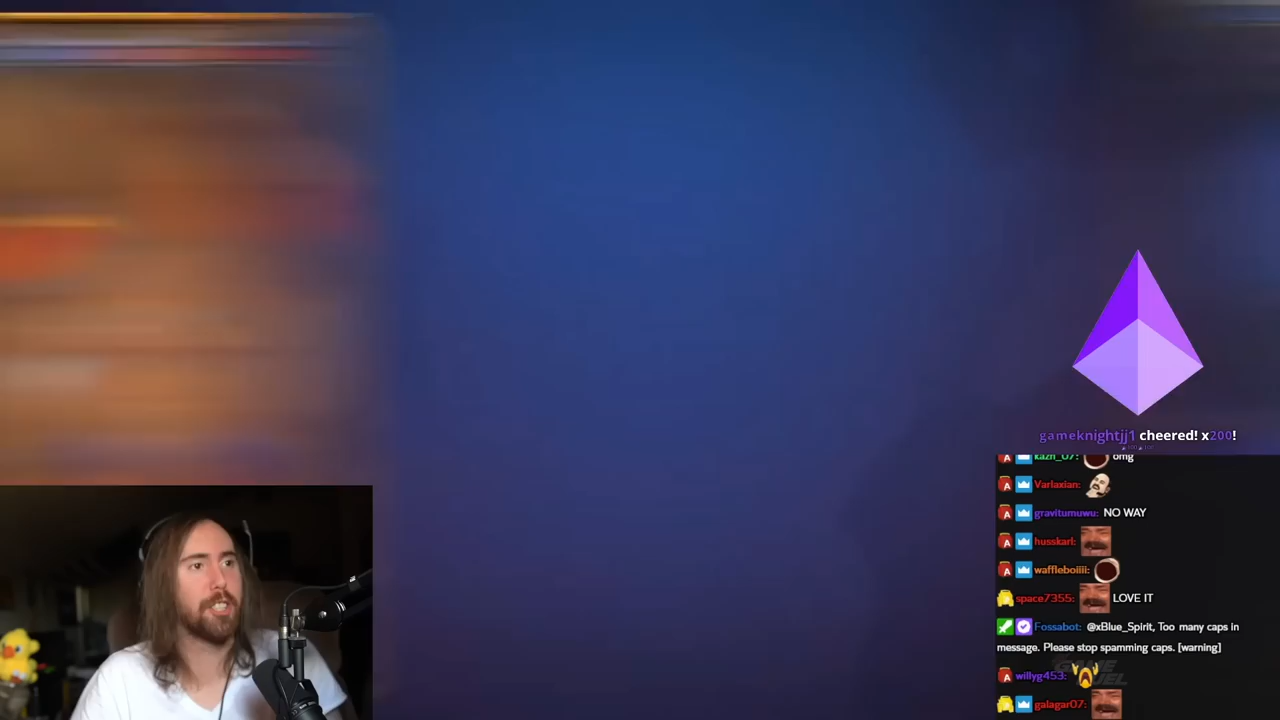 gameknightjj1 cheered! x200!
kazh_07: omg
Varlaxian:
gravitumuwu: NO WAY
husskarl:
waffleboiiii:
space7355: LOVE IT
Fossabot: @xBlue_Spirit, Too many caps in
message. Please stop spamming caps. [warning]
willyg453:
galagar07: